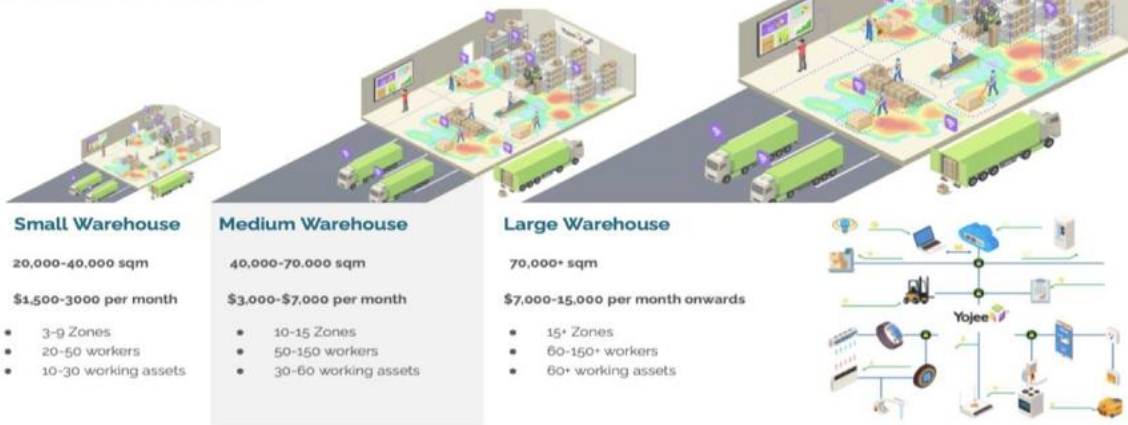 Small Warehouse
20,000-40,000 sqm
$1,500-3000 per month
3-9 Zones
20-50 workers
10-30 working assets
Medium Warehouse
40,000-70.000 sqm
$3,000-$7,000 per month
10-15 Zones
50-150 workers
30-60 working assets
Large Warehouse
70,000+ sqm
$7,000-15,000 per month onwards
15+ Zones
60-150+ workers
60+ working assets
Yojee
Yojee